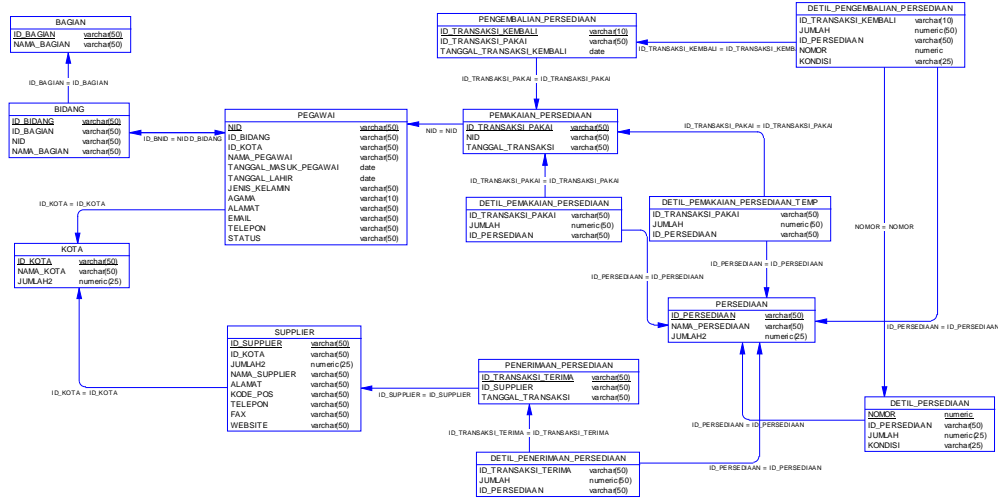 BAGIAN
ID_BAGIAN varchar(50)
NAMA_BAGIAN varchar(50)
ID_BAGIAN = ID_BAGIAN
BIDANG
ID_BIDANG varchar(50)
ID_BAGIAN varchar(50)
NID varchar(50)
NAMA_BAGIAN varchar(50)
PEGAWAI
NID varchar(50)
ID_BIDANG varchar(50)
ID_KOTA varchar(50)
NAMA_PEGAWAI varchar(50)
TANGGAL_MASUK_PEGAWAI date
TANGGAL_LAHIR date
JENIS_KELAMIN varchar(50)
AGAMA varchar(10)
ALAMAT varchar(50)
EMAIL varchar(50)
TELEPON varchar(50)
STATUS varchar(50)
ID_KOTA = ID_KOTA
KOTA
ID_KOTA varchar(50)
NAMA_KOTA varchar(50)
JUMLAH2 numeric(25)
ID_KOTA = ID_KOTA
SUPPLIER
ID_SUPPLIER varchar(50)
ID_KOTA varchar(50)
JUMLAH2 numeric(25)
NAMA_SUPPLIER varchar(50)
ALAMAT varchar(50)
KODE_POS varchar(50)
TELEPON varchar(50)
FAX varchar(50)
WEBSITE varchar(50)
PENGEMBALIAN_PERSEDIAAN
ID_TRANSAKSI_KEMBALI varchar(10)
ID_TRANSAKSI_PAKAI varchar(50)
TANGGAL_TRANSAKSI_KEMBALI date
ID_TRANSAKSI_KEMBALI = ID_TRANSAKSI_KEMB
DETIL_PENGEMBALIAN_PERSEDIAAN
ID_TRANSAKSI_KEMBALI varchar(10)
JUMLAH numeric(50)
ID_PERSEDIAAN varchar(50)
NOMOR numeric
KONDISI varchar(25)
ID_TRANSAKSI_PAKAI = ID_TRANSAKSI_PAKAI
PEMAKAIAN_PERSEDIAAN
ID_TRANSAKSI_PAKAI varchar(50)
NID varchar(50)
TANGGAL_TRANSAKSI varchar(50)
NID = NID
ID_TRANSAKSI_PAKAI = ID_TRANSAKSI_PAKAI
ID_TRANSAKSI_PAKAI = ID_TRANSAKSI_PAKAI
DETIL_PEMAKAIAN_PERSEDIAAN
ID_TRANSAKSI_PAKAI varchar(50)
JUMLAH numeric(50)
ID_PERSEDIAAN varchar(50)
DETIL_PEMAKAIAN_PERSEDIAAN_TEMP
ID_TRANSAKSI_PAKAI varchar(50)
JUMLAH numeric(50)
ID_PERSEDIAAN varchar(50)
NOMOR = NOMOR
ID_PERSEDIAAN = ID_PERSEDIAAN
ID_PERSEDIAAN = ID_PERSEDIAAN
PERSEDIAAN
ID_PERSEDIAAN varchar(50)
NAMA_PERSEDIAAN varchar(50)
JUMLAH2 numeric(25)
ID_PERSEDIAAN = ID_PERSEDIAAN
PENERIMAAN_PERSEDIAAN
ID_TRANSAKSI_TERIMA varchar(50)
ID_SUPPLIER varchar(50)
TANGGAL_TRANSAKSI varchar(50)
ID_SUPPLIER = ID_SUPPLIER
ID_TRANSAKSI_TERIMA = ID_TRANSAKSI_TERIMA
DETIL_PENERIMAAN_PERSEDIAAN
ID_TRANSAKSI_TERIMA varchar(50)
JUMLAH numeric(50)
ID_PERSEDIAAN varchar(50)
ID_PERSEDIAAN = ID_PERSEDIAAN
ID_PERSEDIAAN = ID_PERSEDIAAN
DETIL_PERSEDIAAN
NOMOR numeric
ID_PERSEDIAAN varchar(50)
JUMLAH numeric(25)
KONDISI varchar(25)